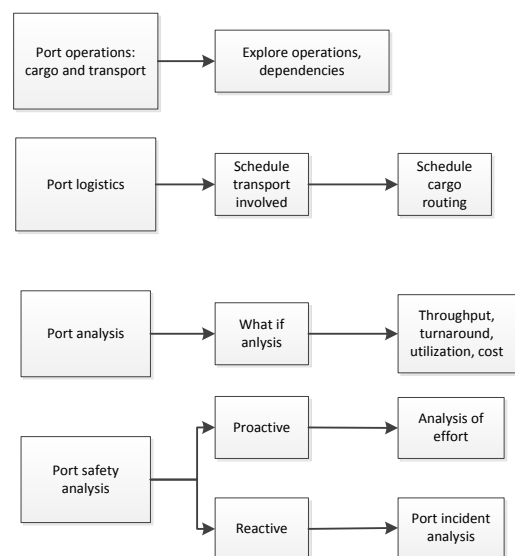 Port operations:
cargo and transport
Explore operations,
dependencies
Port logistics
Schedule
transport
involved
Schedule
cargo
routing
Port analysis
What if
anlysis
Throughput,
turnaround,
utilization, cost
Port safety
analysis
Proactive
Analysis of
effort
Reactive
Port incident
analysis